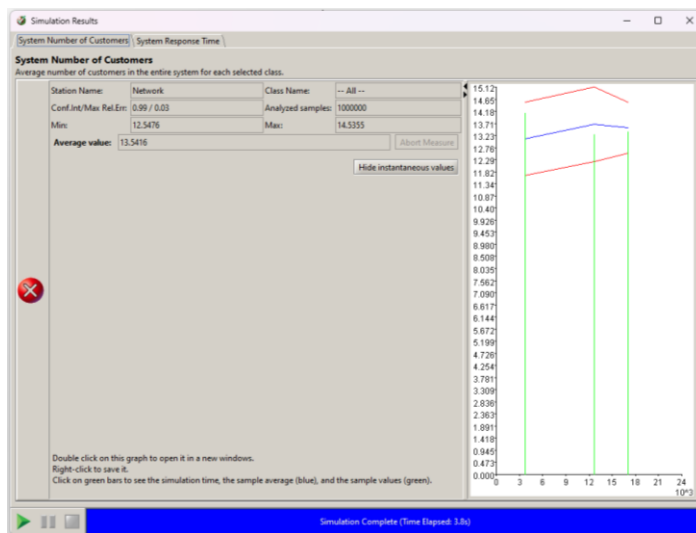 Simulation Results
System Number of Customers System Response Time
System Number of Customers
Average number of customers in the entire system for each selected class.
Station Name: Network Class Name: -- All --
Conf.Int/Max Rel.Err: 0.99 / 0.03 Analyzed samples: 1000000
Min: 12.5476 Max: 14.5355
Average value: 13.5416 Abort Measure
Hide instantaneous values
15.12
14.65
14.18
13.71
13.23
12.76
12.29
11.82
11.34
10.87
10.40
9.926
9.453
8.980
8.508
8.035
7.562
7.090
6.617
6.144
5.672
5.199
4.726
4.254
3.781
3.309
2.836
2.363
1.891
1.418
0.945
0.473
0.000
0 3 6 9 12 15 18 21 24
10^3
Double click on this graph to open it in a new windows.
Right-click to save it.
Click on green bars to see the simulation time, the sample average (blue), and the sample values (green).
Simulation Complete (Time Elapsed: 3.8s)